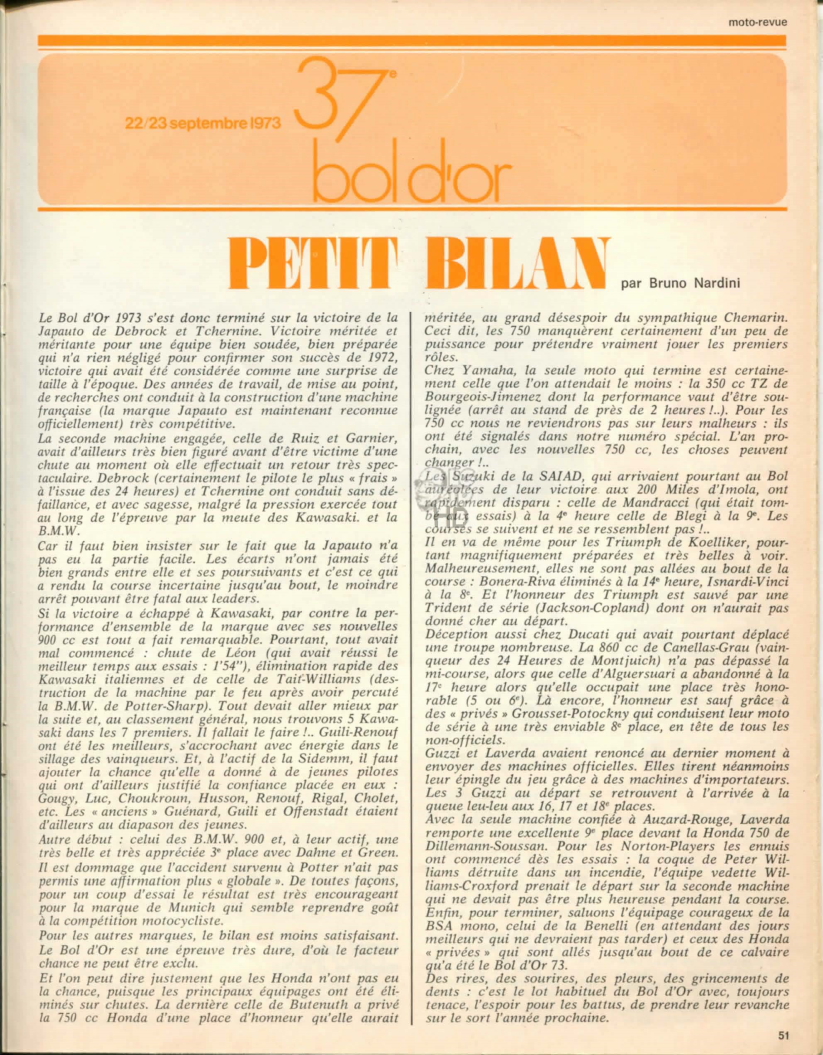 moto-revue
22/23 septembre 1973
37e
bol d'or
PETIT BILAN
par Bruno Nardini
Le Bol d'Or 1973 s'est donc terminé sur la victoire de la
Japauto de Debrock et Tchernine. Victoire méritée et
méritante pour une équipe bien soudée, bien préparée
qui n'a rien négligé pour confirmer son succès de 1972,
victoire qui avait été considérée comme une surprise de
taille à l'époque. Des années de travail, de mise au point,
de recherches ont conduit à la construction d'une machine
française (la marque Japauto est maintenant reconnue
officiellement) très compétitive.
La seconde machine engagée, celle de Ruiz et Garnier,
avait d'ailleurs très bien figuré avant d'être victime d'une
chute au moment où elle effectuait un retour très spec-
taculaire. Debrock (certainement le pilote le plus « frais »
à l'issue des 24 heures) et Tchernine ont conduit sans dé-
faillance, et avec sagesse, malgré la pression exercée tout
au long de l'épreuve par la meute des Kawasaki. et la
B.M.W.
Car il faut bien insister sur le fait que la Japauto n'a
pas eu la partie facile. Les écarts n'ont jamais été
bien grands entre elle et ses poursuivants et c'est ce qui
a rendu la course incertaine jusqu'au bout, le moindre
arrêt pouvant être fatal aux leaders.
Si la victoire a échappé à Kawasaki, par contre la per-
formance d'ensemble de la marque avec ses nouvelles
900 cc est tout a fait remarquable. Pourtant, tout avait
mal commencé : chute de Léon (qui avait réussi le
meilleur temps aux essais : 1'54"), élimination rapide des
Kawasaki italiennes et de celle de Tait-Williams (des-
truction de la machine par le feu après avoir percuté
la B.M.W. de Potter-Sharp). Tout devait aller mieux par
la suite et, au classement général, nous trouvons 5 Kawa-
saki dans les 7 premiers. Il fallait le faire !.. Guili-Renouf
ont été les meilleurs, s'accrochant avec énergie dans le
sillage des vainqueurs. Et, à l'actif de la Sidemm, il faut
ajouter la chance qu'elle a donné à de jeunes pilotes
qui ont d'ailleurs justifié la confiance placée en eux :
Gougy, Luc, Choukroun, Husson, Renouf, Rigal, Cholet,
etc. Les « anciens » Guénard, Guili et Offenstadt étaient
d'ailleurs au diapason des jeunes.
Autre début : celui des B.M.W. 900 et, à leur actif, une
très belle et très appréciée 3e place avec Dahne et Green.
Il est dommage que l'accident survenu à Potter n'ait pas
permis une affirmation plus « globale ». De toutes façons,
pour un coup d'essai le résultat est très encourageant
pour la marque de Munich qui semble reprendre goût
à la compétition motocycliste.
Pour les autres marques, le bilan est moins satisfaisant.
Le Bol d'Or est une épreuve très dure, d'où le facteur
chance ne peut être exclu.
Et l'on peut dire justement que les Honda n'ont pas eu
la chance, puisque les principaux équipages ont été éli-
minés sur chutes. La dernière celle de Butenuth a privé
la 750 cc Honda d'une place d'honneur qu'elle aurait
méritée, au grand désespoir du sympathique Chemarin.
Ceci dit, les 750 manquèrent certainement d'un peu de
puissance pour prétendre vraiment jouer les premiers
rôles.
Chez Yamaha, la seule moto qui termine est certaine-
ment celle que l'on attendait le moins : la 350 cc TZ de
Bourgeois-Jimenez dont la performance vaut d'être sou-
lignée (arrêt au stand de près de 2 heures !..). Pour les
750 cc nous ne reviendrons pas sur leurs malheurs : ils
ont été signalés dans notre numéro spécial. L'an pro-
chain, avec les nouvelles 750 cc, les choses peuvent
changer !..
Les Suzuki de la SAIAD, qui arrivaient pourtant au Bol
auréolées de leur victoire aux 200 Miles d'Imola, ont
rapidement disparu : celle de Mandracci (qui était tom-
bé aux essais) à la 4e heure celle de Blegi à la 9e. Les
courses se suivent et ne se ressemblent pas !..
Il en va de même pour les Triumph de Koelliker, pour-
tant magnifiquement préparées et très belles à voir.
Malheureusement, elles ne sont pas allées au bout de la
course : Bonera-Riva éliminés à la 14e heure, Isnardi-Vinci
à la 8e. Et l'honneur des Triumph est sauvé par une
Trident de série (Jackson-Copland) dont on n'aurait pas
donné cher au départ.
Déception aussi chez Ducati qui avait pourtant déplacé
une troupe nombreuse. La 860 cc de Canellas-Grau (vain-
queur des 24 Heures de Montjuich) n'a pas dépassé la
mi-course, alors que celle d'Alguersuari a abandonné à la
17e heure alors qu'elle occupait une place très hono-
rable (5 ou 6e). Là encore, l'honneur est sauf grâce à
des « privés » Grousset-Potockny qui conduisent leur moto
de série à une très enviable 8e place, en tête de tous les
non-officiels.
Guzzi et Laverda avaient renoncé au dernier moment à
envoyer des machines officielles. Elles tirent néanmoins
leur épingle du jeu grâce à des machines d'importateurs.
Les 3 Guzzi au départ se retrouvent à l'arrivée à la
queue leu-leu aux 16, 17 et 18e places.
Avec la seule machine confiée à Auzard-Rouge, Laverda
remporte une excellente 9e place devant la Honda 750 de
Dillemann-Soussan. Pour les Norton-Players les ennuis
ont commencé dès les essais : la coque de Peter Wil-
liams détruite dans un incendie, l'équipe vedette Wil-
liams-Croxford prenait le départ sur la seconde machine
qui ne devait pas être plus heureuse pendant la course.
Enfin, pour terminer, saluons l'équipage courageux de la
BSA mono, celui de la Benelli (en attendant des jours
meilleurs qui ne devraient pas tarder) et ceux des Honda
« privées » qui sont allés jusqu'au bout de ce calvaire
qu'a été le Bol d'Or 73.
Des rires, des sourires, des pleurs, des grincements de
dents : c'est le lot habituel du Bol d'Or avec, toujours
tenace, l'espoir pour les battus, de prendre leur revanche
sur le sort l'année prochaine.
51